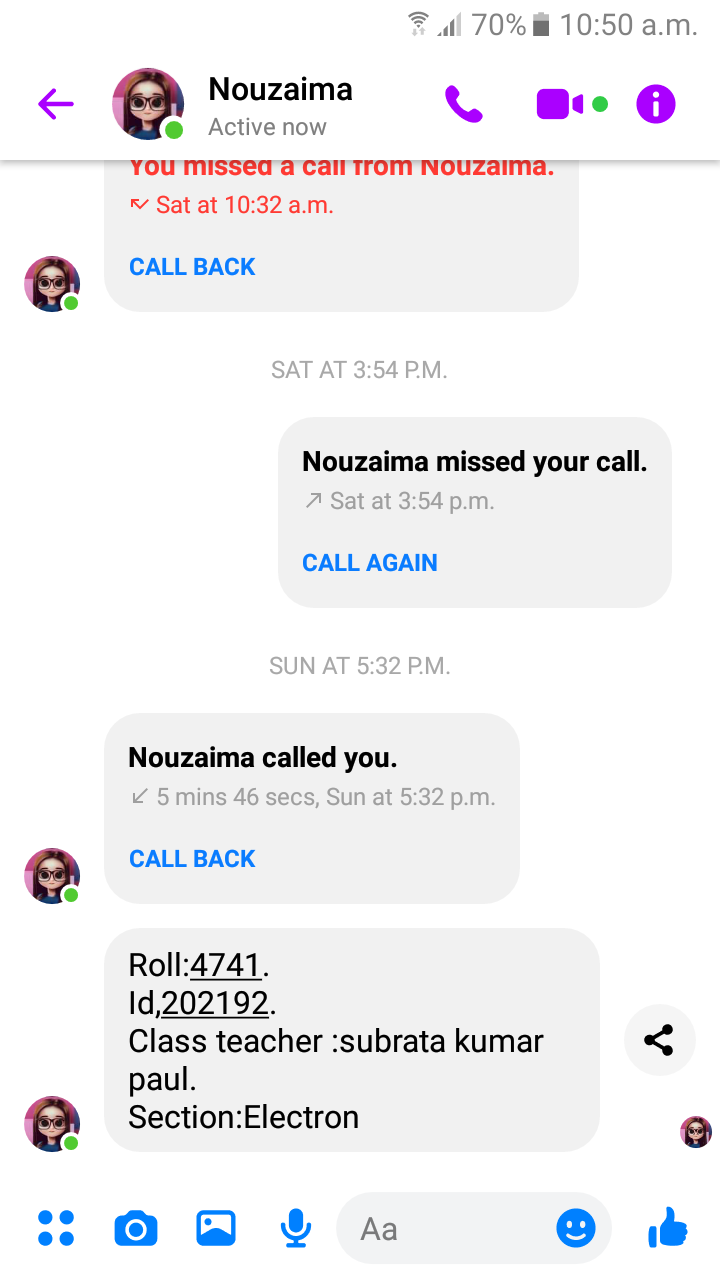 70% 10:50 a.m.
Nouzaima
Active now
You missed a call from Nouzaima.
Sat at 10:32 a.m.
CALL BACK
SAT AT 3:54 P.M.
Nouzaima missed your call.
Sat at 3:54 p.m.
CALL AGAIN
SUN AT 5:32 P.M.
Nouzaima called you.
5 mins 46 secs, Sun at 5:32 p.m.
CALL BACK
Roll:4741.
Id,202192.
Class teacher :subrata kumar
paul.
Section:Electron
Aa